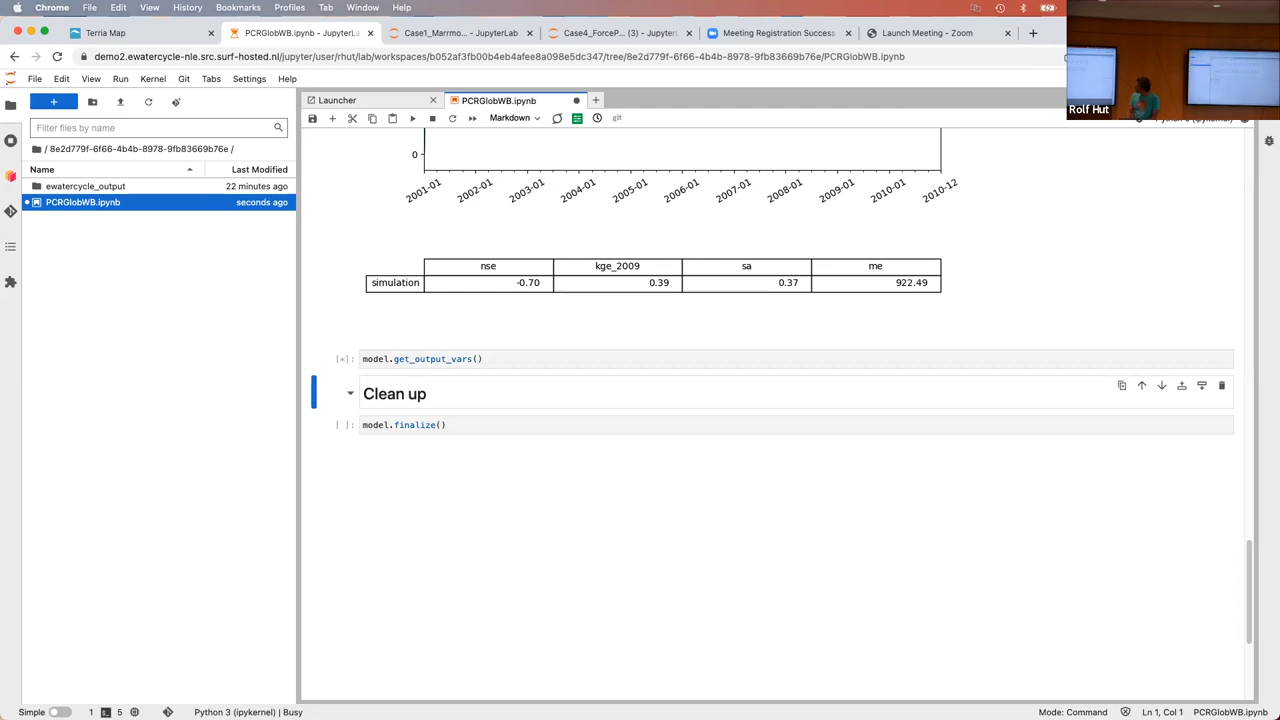 Chrome File Edit View History Bookmarks Profiles Tab Window Help
Terria Map
PCRGlobWB.ipynb - JupyterLa
Case1_Marrmo... - JupyterLab
Case4_ForceP... (3) - Jupyter
Meeting Registration Success
Launch Meeting - Zoom
demo2.ewatercycle-nle.src.surf-hosted.nl/jupyter/user/rhut/lab/workspaces/b052af3fb00b4eb4afee8a098e5dc347/tree/8e2d779f-6f66-4b4b-8978-9fb83669b76e/PCRGlobWB.ipynb
File Edit View Run Kernel Git Tabs Settings Help
Rolf Hut
Launcher
PCRGlobWB.ipynb
Markdown
git
Filter files by name
/ 8e2d779f-6f66-4b4b-8978-9fb83669b76e /
Name
Last Modified
ewatercycle_output
22 minutes ago
PCRGlobWB.ipynb
seconds ago
0
2001-01 2002-01 2003-01 2004-01 2005-01 2006-01 2007-01 2008-01 2009-01 2010-01 2010-12
nse kge_2009 sa me
simulation -0.70 0.39 0.37 922.49
[*]: model.get_output_vars()
Clean up
[ ]: model.finalize()
Simple
1
5
Python 3 (ipykernel) | Busy
Mode: Command
Ln 1, Col 1
PCRGlobWB.ipynb